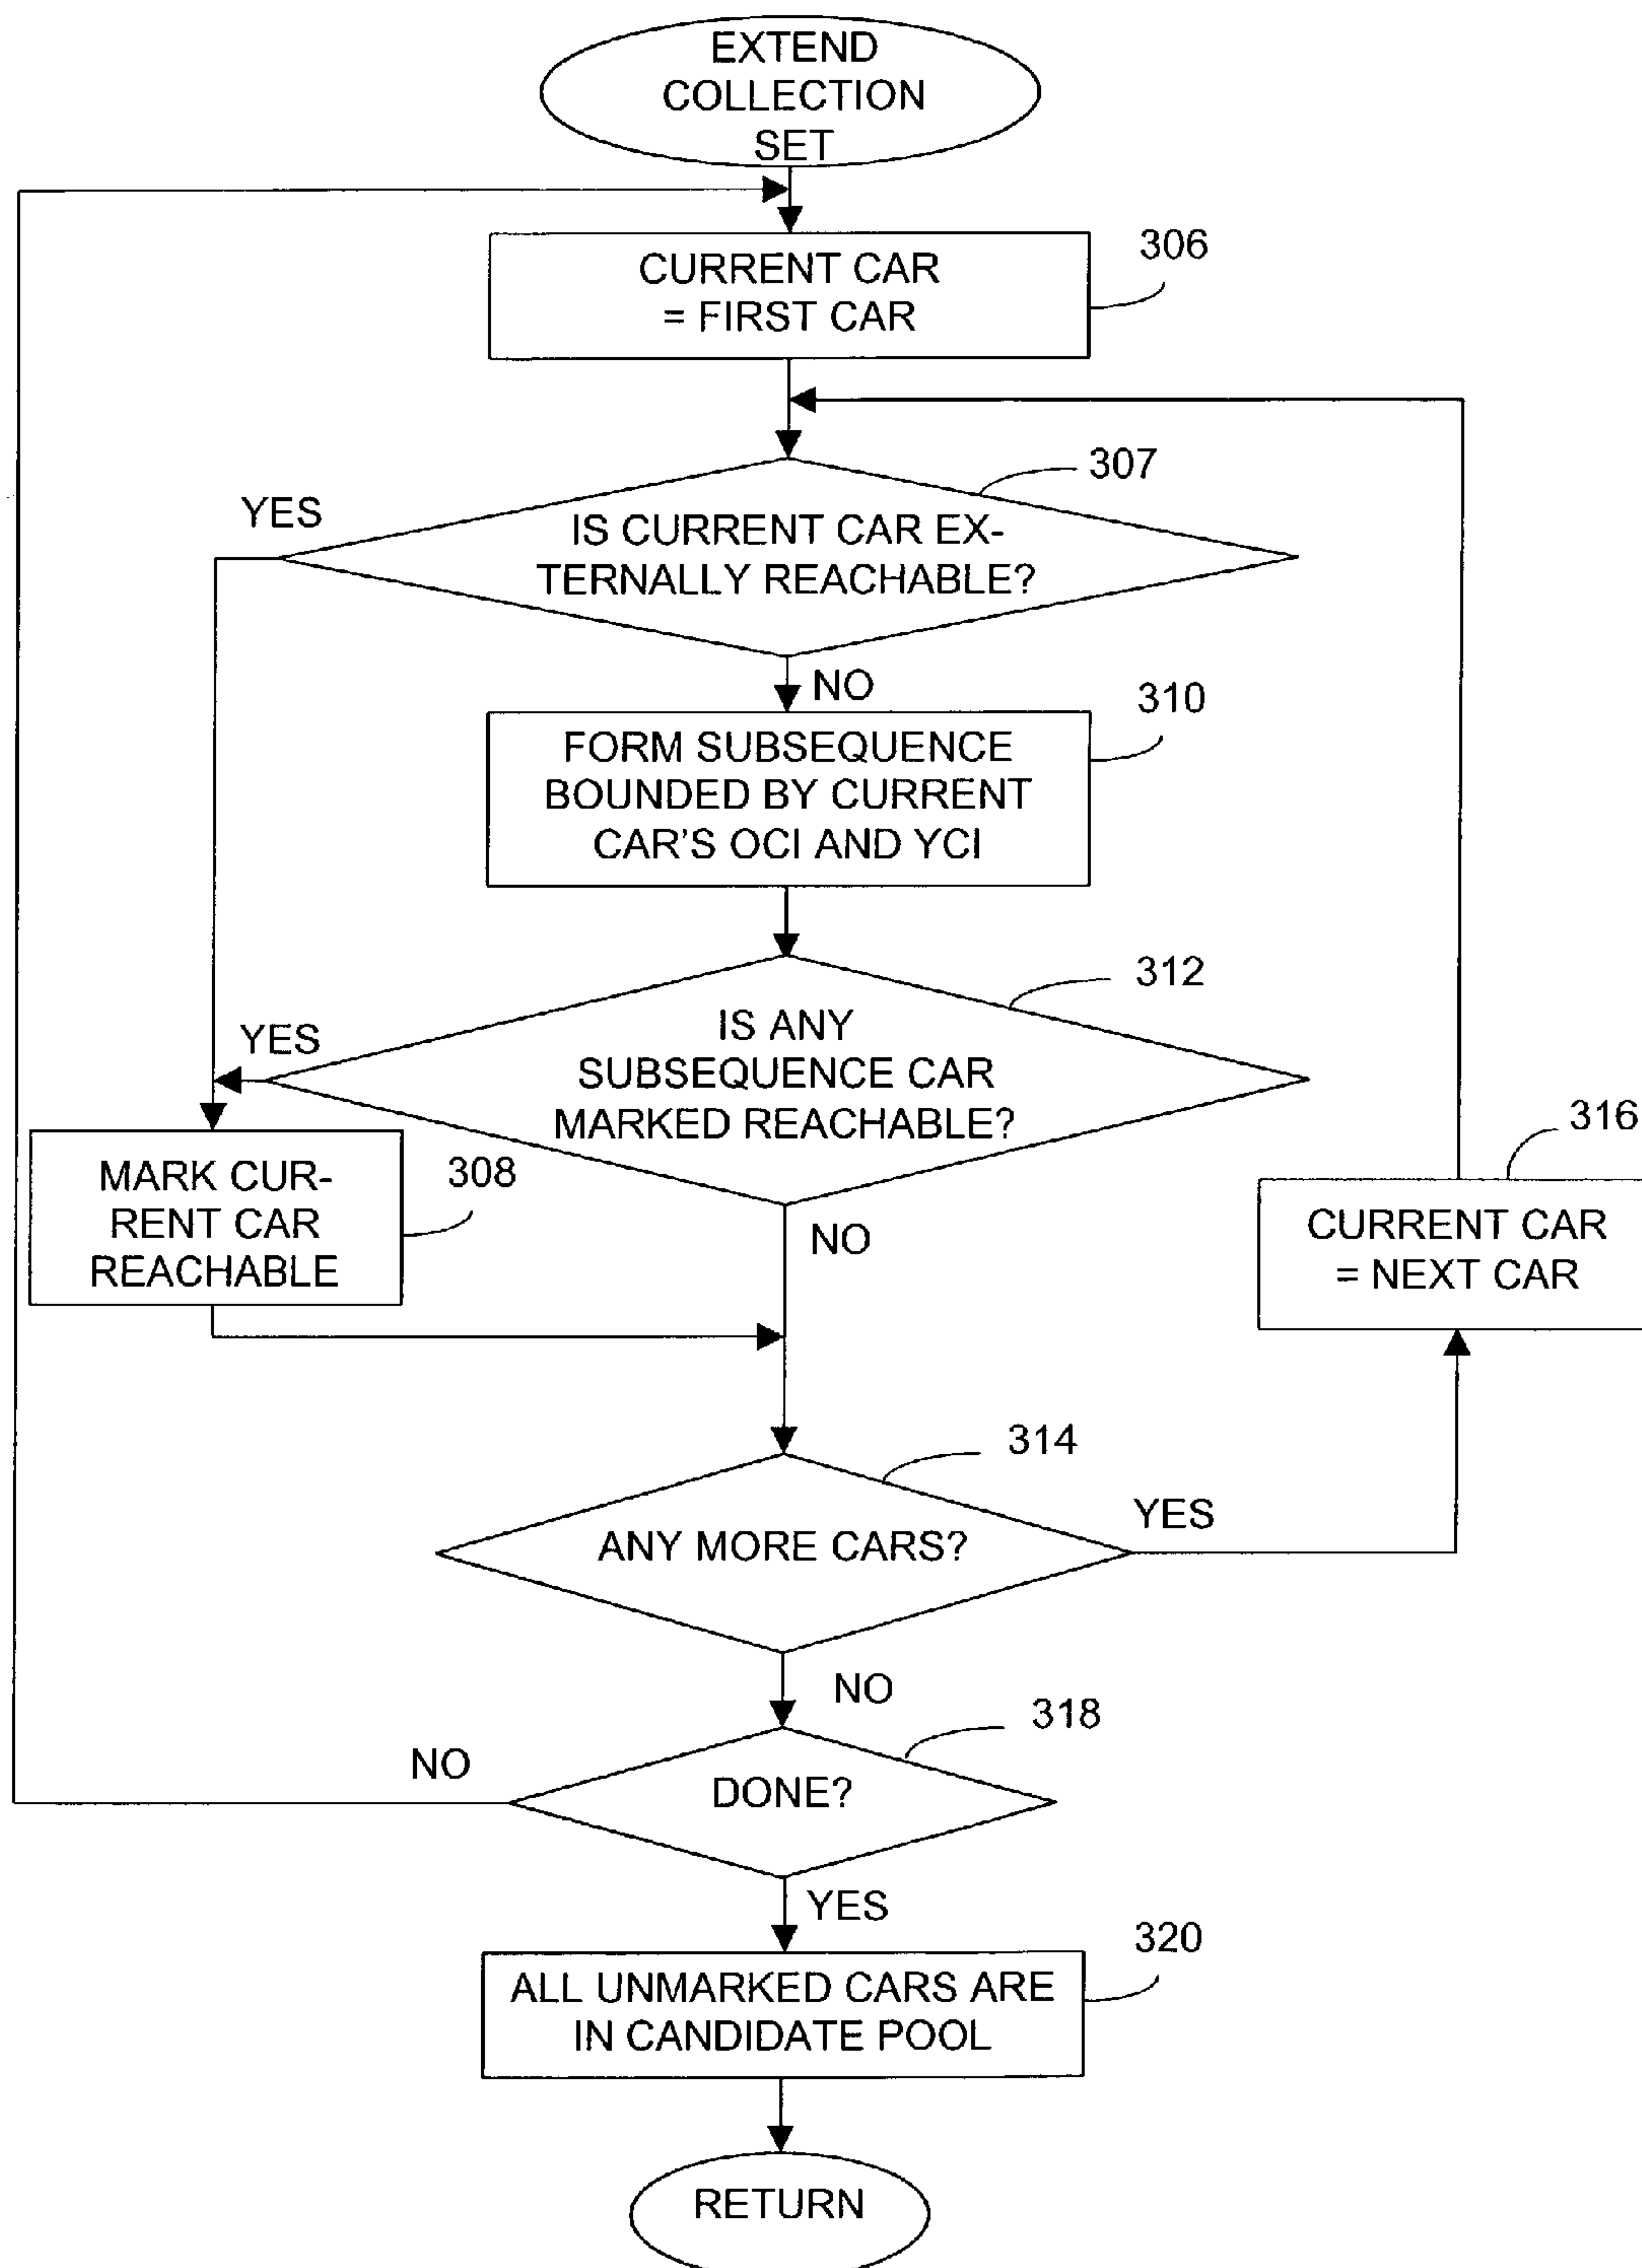 EXTEND
COLLECTION
SET
306
CURRENT CAR
= FIRST CAR
307
YES
IS CURRENT CAR EX-
TERNALLY REACHABLE?
NO
310
FORM SUBSEQUENCE
BOUNDED BY CURRENT
CAR'S OCI AND YCI
312
YES
IS ANY
SUBSEQUENCE CAR
MARKED REACHABLE?
316
308
MARK CUR-
RENT CAR
REACHABLE
NO
CURRENT CAR
= NEXT CAR
314
YES
ANY MORE CARS?
NO
318
NO
DONE?
YES
320
ALL UNMARKED CARS ARE
IN CANDIDATE POOL
RETURN